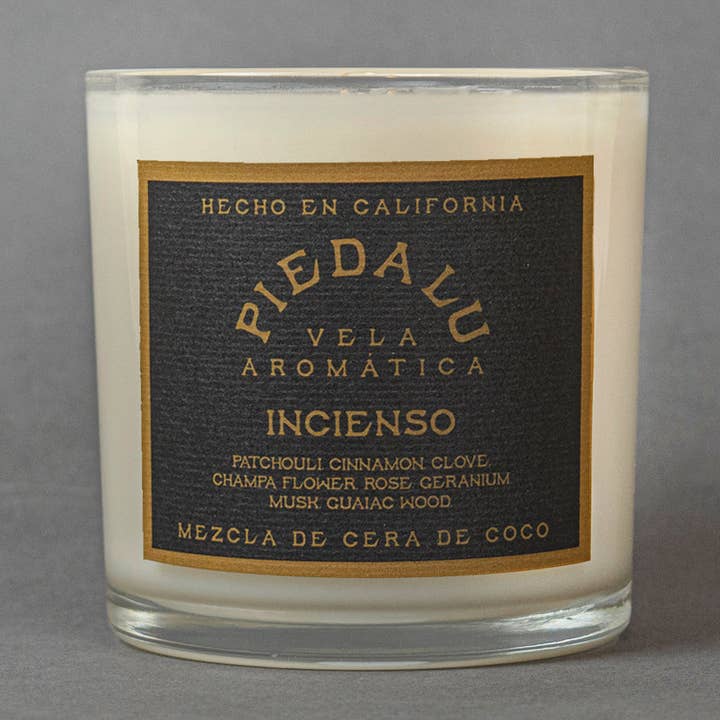 HECHO EN CALIFORNIA
PIEDALU
VELA
AROMÁTICA
INCIENSO
PATCHOULI CINNAMON CLOVE
CHAMPA FLOWER ROSE GERANIUM
MUSK GUAIAC WOOD
MEZCLA DE CERA DE COCO